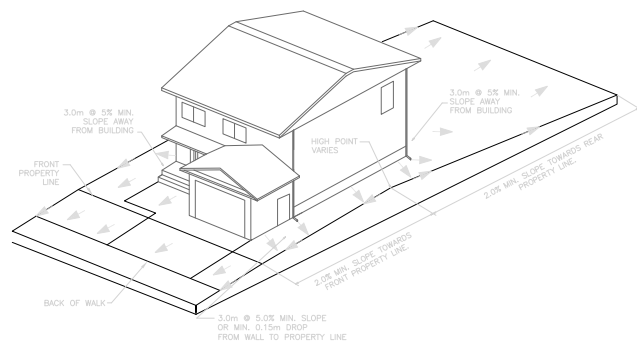 3.0m @ 5% MIN.
SLOPE AWAY
FROM BUILDING
3.0m @ 5% MIN.
SLOPE AWAY
FROM BUILDING
HIGH POINT
VARIES
FRONT
PROPERTY
LINE
2.0% MIN. SLOPE TOWARDS REAR
PROPERTY LINE.
2.0% MIN. SLOPE TOWARDS
FRONT PROPERTY LINE.
BACK OF WALK
3.0m @ 5.0% MIN. SLOPE
OR MIN. 0.15m DROP
FROM WALL TO PROPERTY LINE